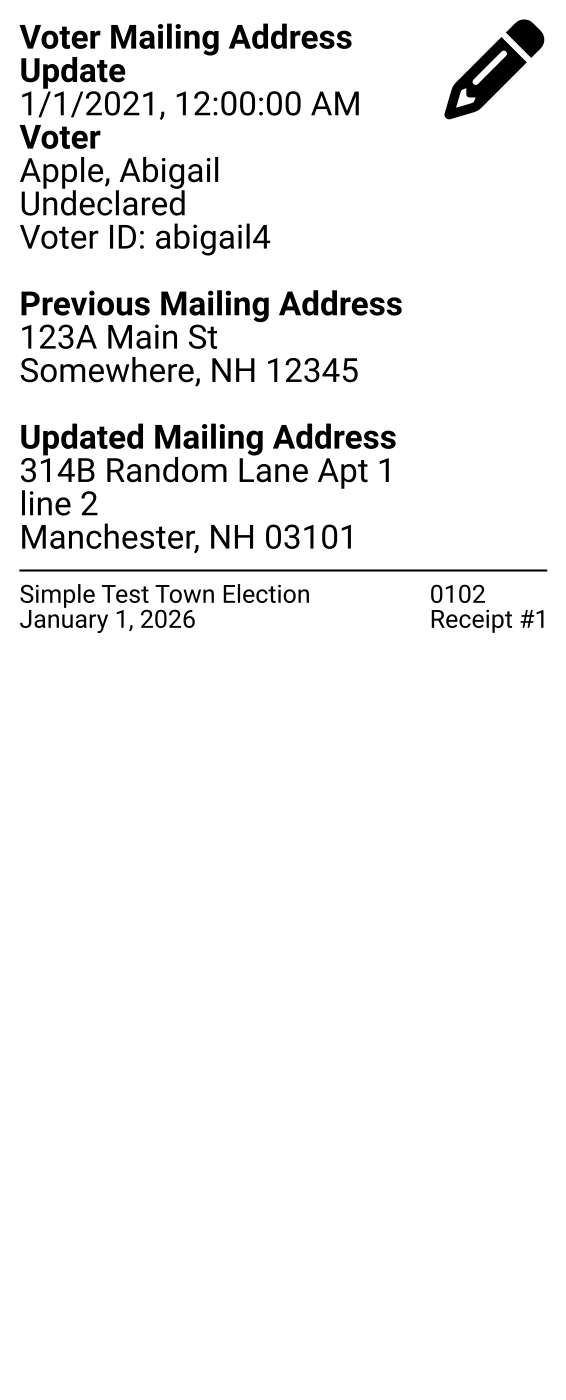 Voter Mailing Address
Update
1/1/2021, 12:00:00 AM
Voter
Apple, Abigail
Undeclared
Voter ID: abigail4
Previous Mailing Address
123A Main St
Somewhere, NH 12345
Updated Mailing Address
314B Random Lane Apt 1
line 2
Manchester, NH 03101
Simple Test Town Election
January 1, 2026
0102
Receipt #1